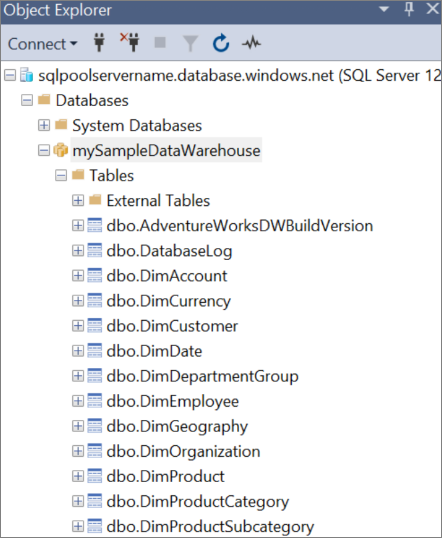 Object Explorer
Connect
sqlpoolservername.database.windows.net (SQL Server 12
Databases
System Databases
mySampleDataWarehouse
Tables
External Tables
dbo.AdventureWorksDWBuildVersion
dbo.DatabaseLog
dbo.DimAccount
dbo.DimCurrency
dbo.DimCustomer
dbo.DimDate
dbo.DimDepartmentGroup
dbo.DimEmployee
dbo.DimGeography
dbo.DimOrganization
dbo.DimProduct
dbo.DimProductCategory
dbo.DimProductSubcategory